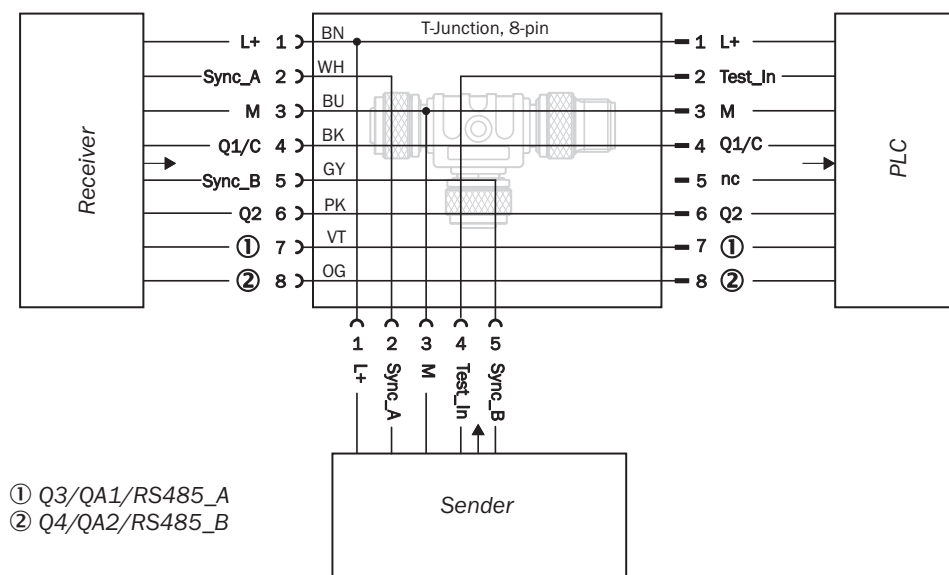 T-Junction, 8-pin
L+ 1 BN 1 L+
Sync_A 2 WH 2 Test_In
M 3 BU 3 M
Q1/C 4 BK 4 Q1/C
Sync_B 5 GY 5 nc
Q2 6 PK 6 Q2
① 7 VT 7 ①
② 8 OG 8 ②
Receiver
PLC
1 2 3 4 5
L+
Sync_A
M
Test_In
Sync_B
Sender
① Q3/QA1/RS485_A
② Q4/QA2/RS485_B